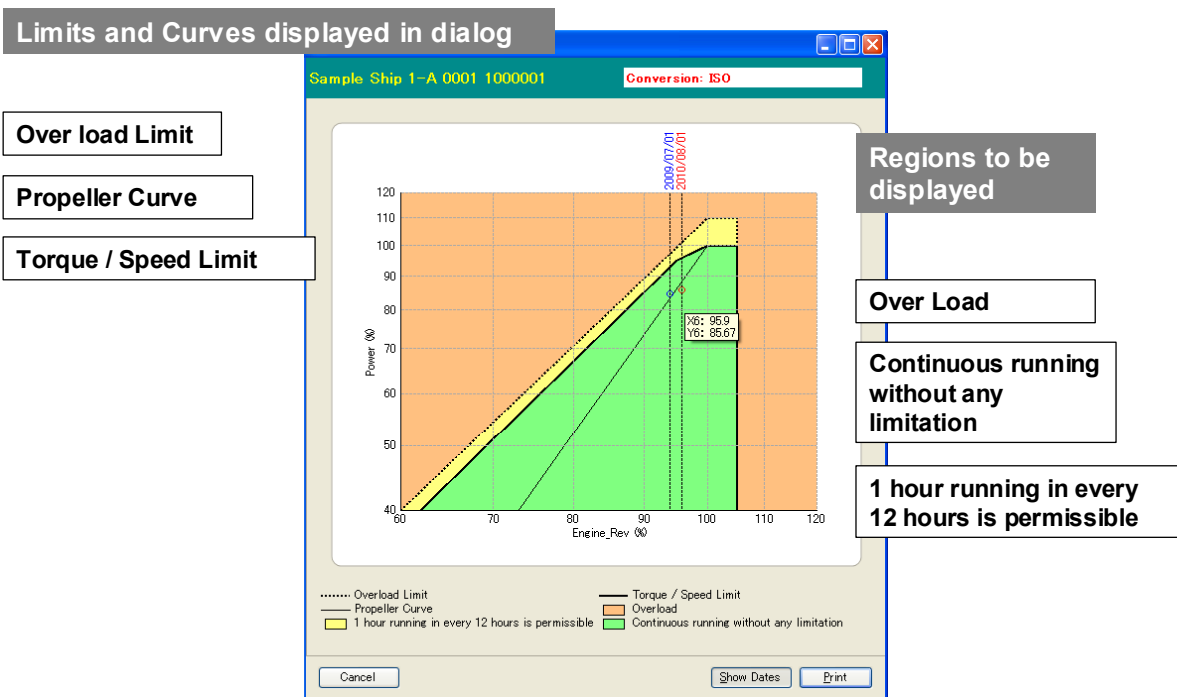 Limits and Curves displayed in dialog
Sample Ship 1-A 0001 1000001
Conversion: ISO
Over load Limit
Propeller Curve
Torque / Speed Limit
Regions to be
displayed
Over Load
Continuous running
without any
limitation
1 hour running in every
12 hours is permissible
2009/07/01
2010/08/01
120
110
100
90
80
70
60
50
40
Power (%)
X6: 95.9
Y6: 85.67
60 70 80 90 100 110 120
Engine_Rev (%)
Overload Limit
Torque / Speed Limit
Propeller Curve
Overload
1 hour running in every 12 hours is permissible
Continuous running without any limitation
Cancel
Show Dates
Print